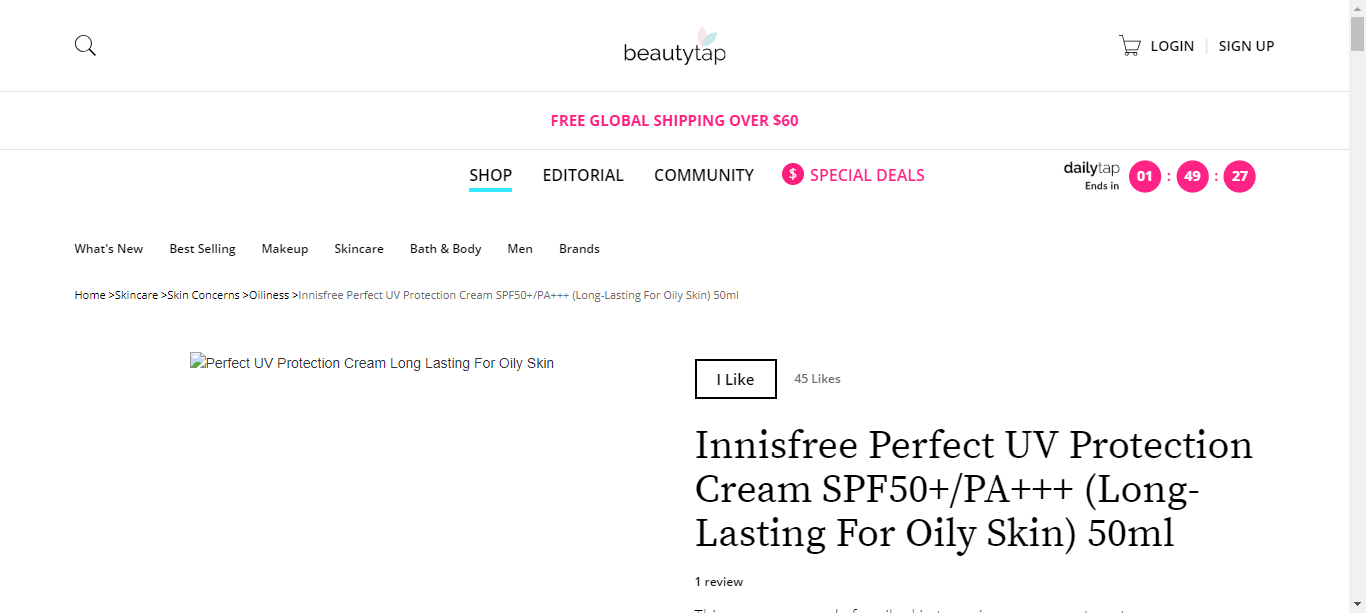 beautytap
LOGIN | SIGN UP
FREE GLOBAL SHIPPING OVER $60
SHOP EDITORIAL COMMUNITY $ SPECIAL DEALS
dailytap
Ends in
01 : 49 : 27
What's New Best Selling Makeup Skincare Bath & Body Men Brands
Home >Skincare >Skin Concerns >Oiliness >Innisfree Perfect UV Protection Cream SPF50+/PA+++ (Long-Lasting For Oily Skin) 50ml
Perfect UV Protection Cream Long Lasting For Oily Skin
I Like 45 Likes
Innisfree Perfect UV Protection
Cream SPF50+/PA+++ (Long-
Lasting For Oily Skin) 50ml
1 review